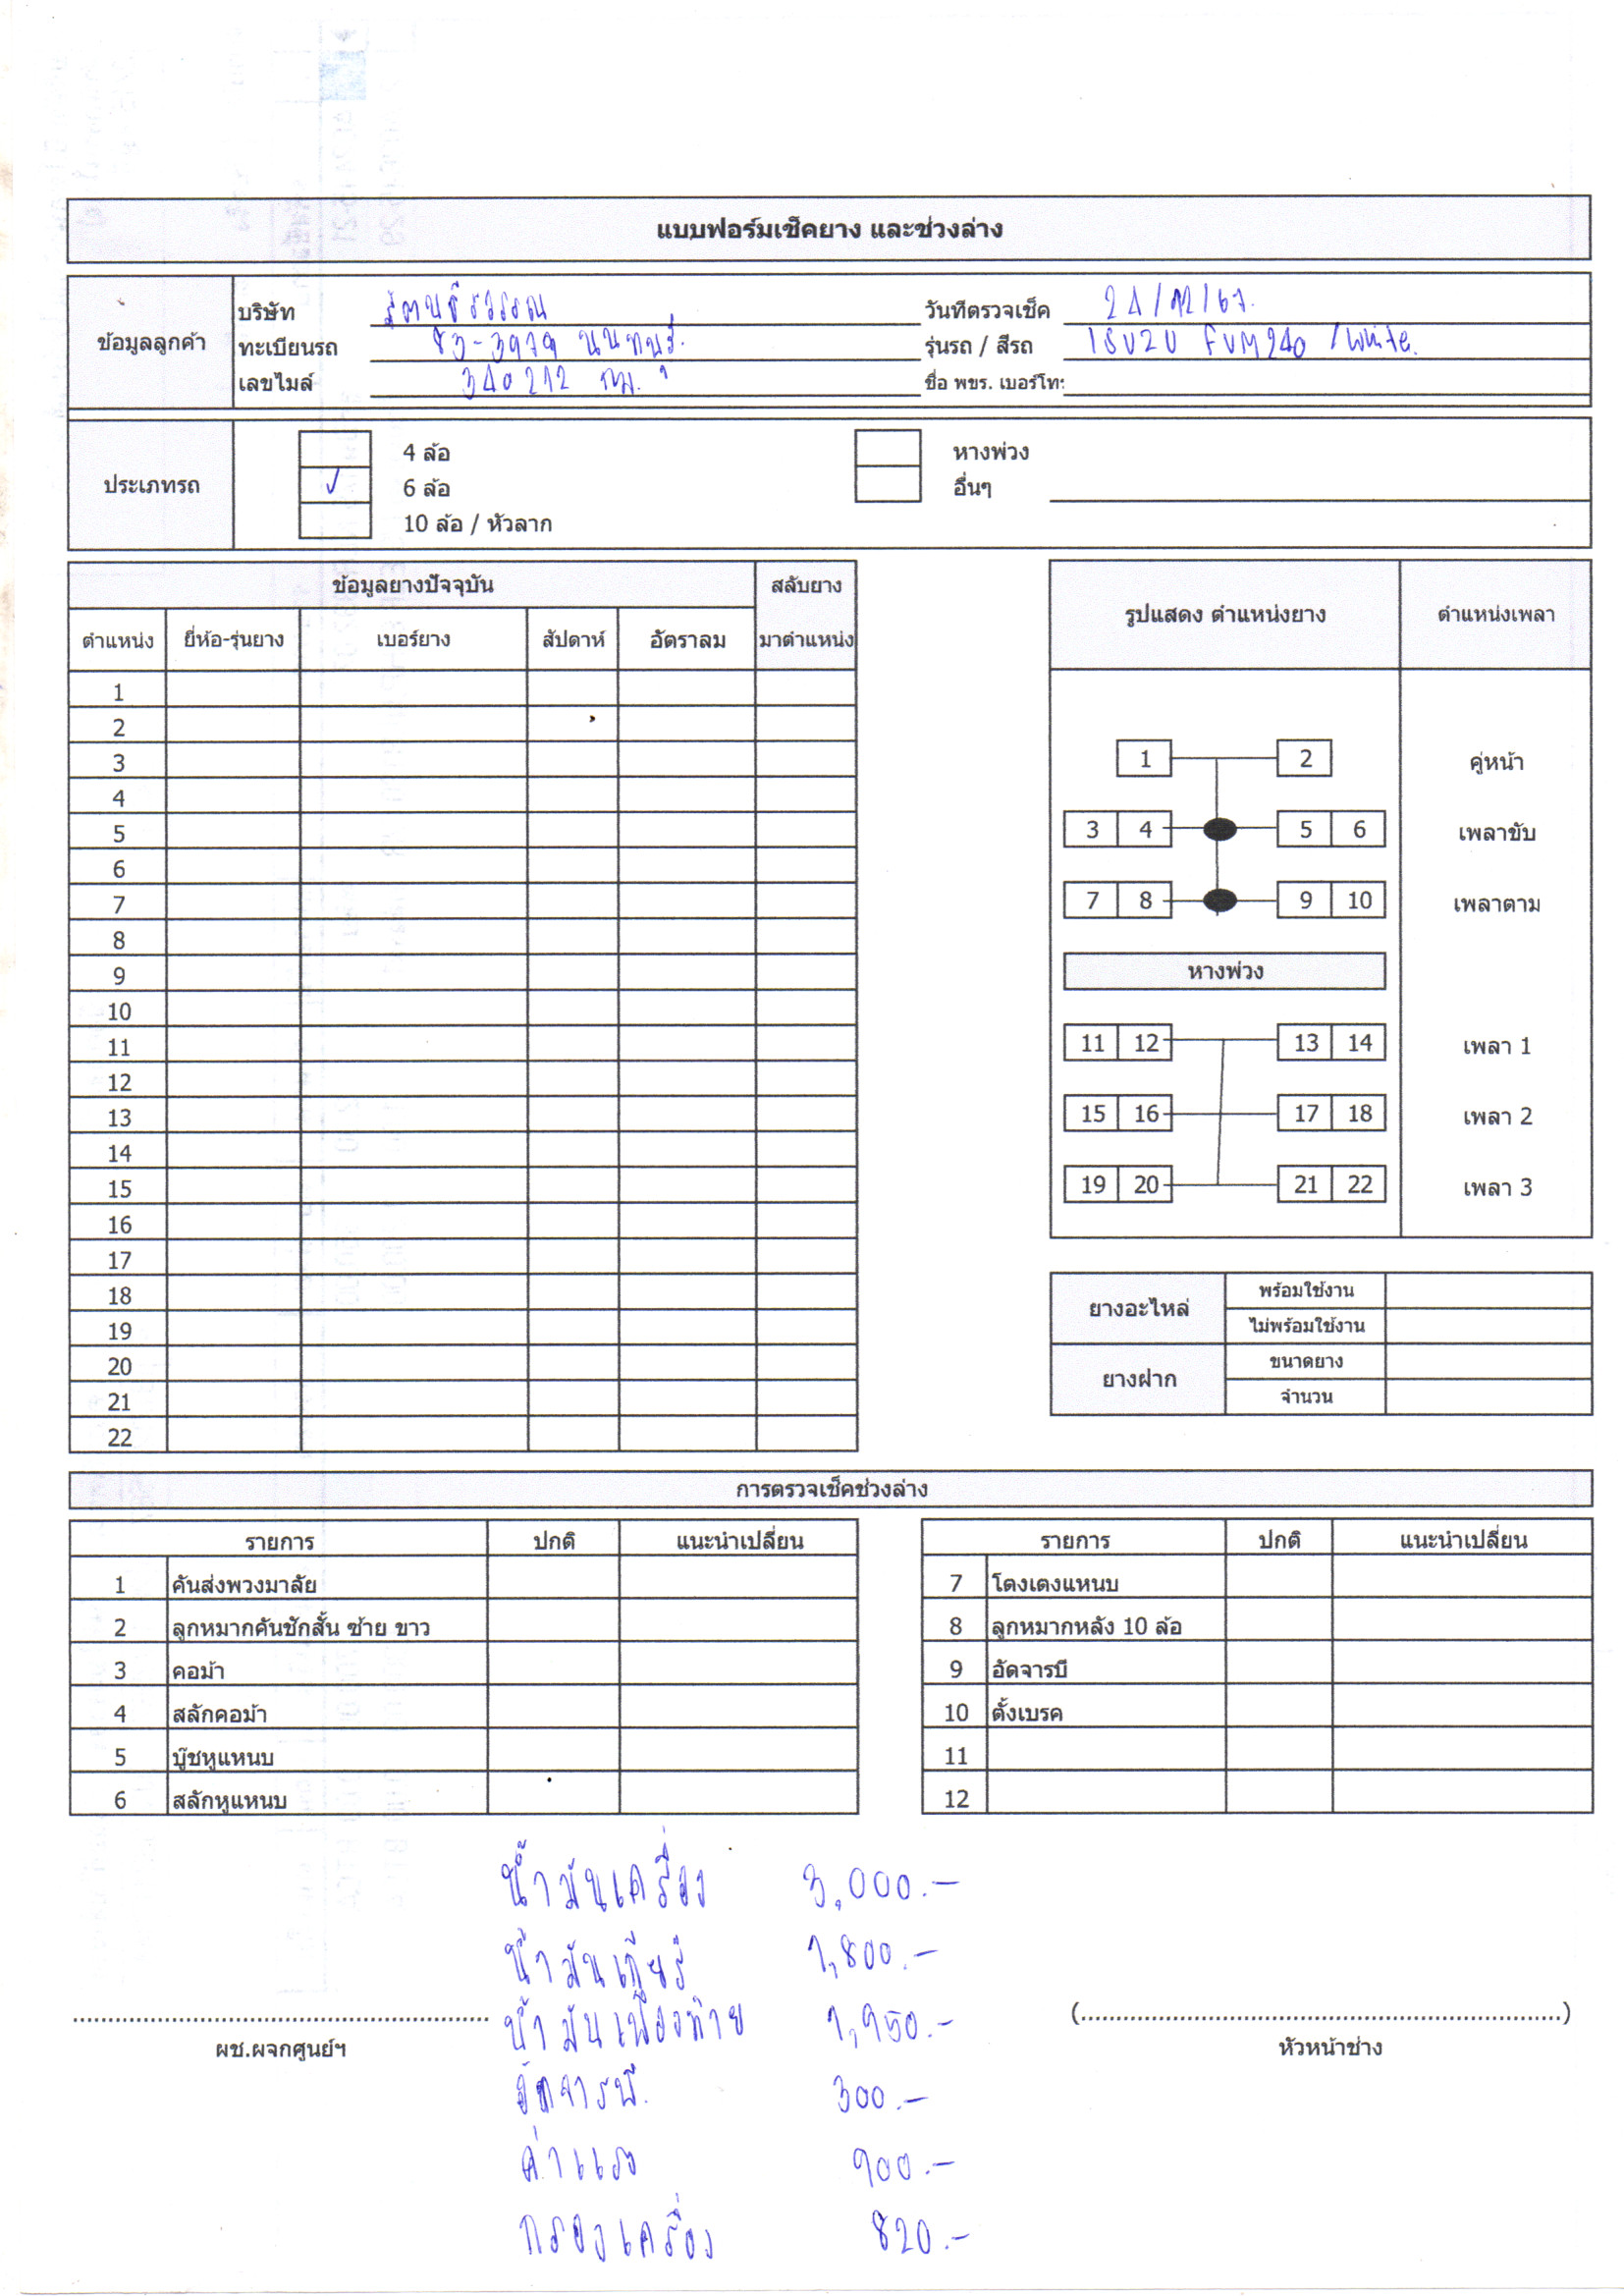 แบบฟอร์มเช็คยาง และช่วงล่าง
ข้อมูลลูกค้า
บริษัท
วันที่ตรวจเช็ค 24/12/67.
ทะเบียนรถ 83-3979 นนทบุรี.
รุ่นรถ / สีรถ ISUZU FVM240 /White.
เลขไมล์ 340212 กม.
ชื่อ พขร. เบอร์โทร
ประเภทรถ
4 ล้อ หางพ่วง
✓ 6 ล้อ อื่นๆ
10 ล้อ / หัวลาก
ข้อมูลยางปัจจุบัน สลับยาง
ตำแหน่ง ยี่ห้อ-รุ่นยาง เบอร์ยาง สัปดาห์ อัตราลม มาตำแหน่ง
1
2
3
4
5
6
7
8
9
10
11
12
13
14
15
16
17
18
19
20
21
22
รูปแสดง ตำแหน่งยาง ตำแหน่งเพลา
1 2 คู่หน้า
3 4 5 6 เพลาขับ
7 8 9 10 เพลาตาม
หางพ่วง
11 12 13 14 เพลา 1
15 16 17 18 เพลา 2
19 20 21 22 เพลา 3
ยางอะไหล่ พร้อมใช้งาน
ไม่พร้อมใช้งาน
ยางฝาก ขนาดยาง
จำนวน
การตรวจเช็คช่วงล่าง
รายการ ปกติ แนะนำเปลี่ยน
1 คันส่งพวงมาลัย
2 ลูกหมากคันชักสั้น ซ้าย ขาว
3 คอม้า
4 สลักคอม้า
5 บู๊ชหูแหนบ
6 สลักหูแหนบ
รายการ ปกติ แนะนำเปลี่ยน
7 โตงเตงแหนบ
8 ลูกหมากหลัง 10 ล้อ
9 อัดจารบี
10 ตั้งเบรค
11
12
น้ำมันเครื่อง 3,000.-
น้ำมันเกียร์ 1,800.-
น้ำมันเฟืองท้าย 1,950.-
อัดจารบี. 300.-
ค่าแรง 900.-
กรองเครื่อง 820.-
ผช.ผจกศูนย์ฯ
(....................)
หัวหน้าช่าง